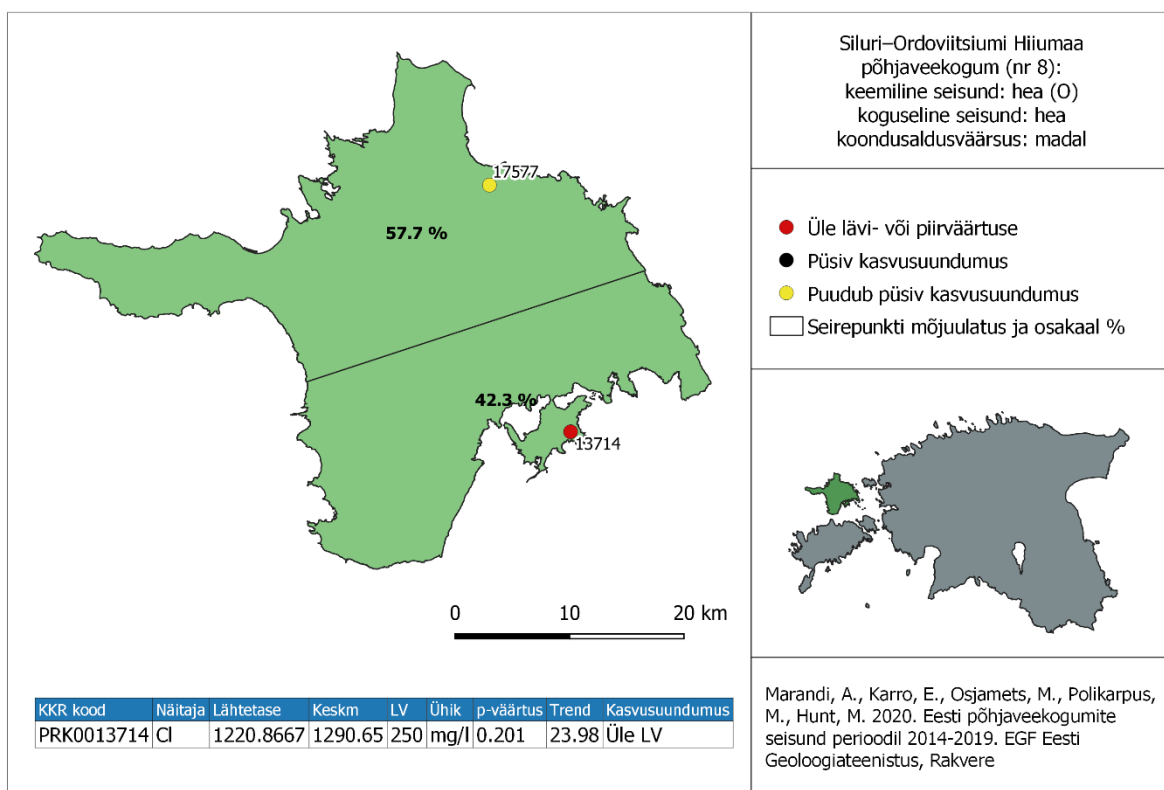 17577
57.7 %
42.3 %
13714
0 10 20 km
KKR kood Näitaja Lähtetase Keskm LV Ühik p-väärtus Trend Kasvusuundumus
PRK0013714 Cl 1220.8667 1290.65 250 mg/l 0.201 23.98 Üle LV
Siluri–Ordoviitsiumi Hiiumaa
põhjaveekogum (nr 8):
keemiline seisund: hea (O)
koguseline seisund: hea
koondusaldusväärsus: madal
Üle lävi- või piirväärtuse
Püsiv kasvusuundumus
Puudub püsiv kasvusuundumus
Seirepunkti mõjuulatus ja osakaal %
Marandi, A., Karro, E., Osjamets, M., Polikarpus,
M., Hunt, M. 2020. Eesti põhjaveekogumite
seisund perioodil 2014-2019. EGF Eesti
Geoloogiateenistus, Rakvere